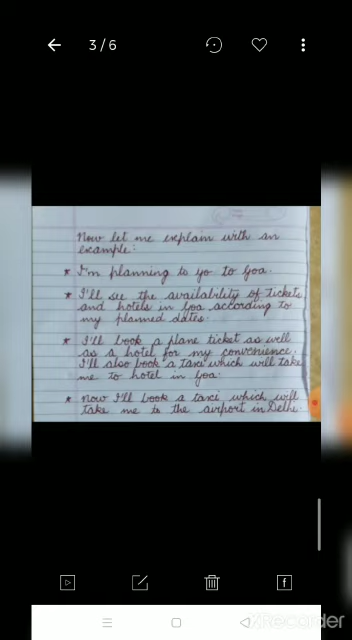 3/6
Now let me explain with an
example:
* I'm planning to go to Goa.
* I'll see the availability of tickets
and hotels in Goa according to
my planned dates.
* I'll book a plane ticket as well
as a hotel for my convenience.
I'll also book a taxi which will take
me to hotel in Goa.
* Now I'll book a taxi which will
take me to the airport in Delhi.
f
XRecorder